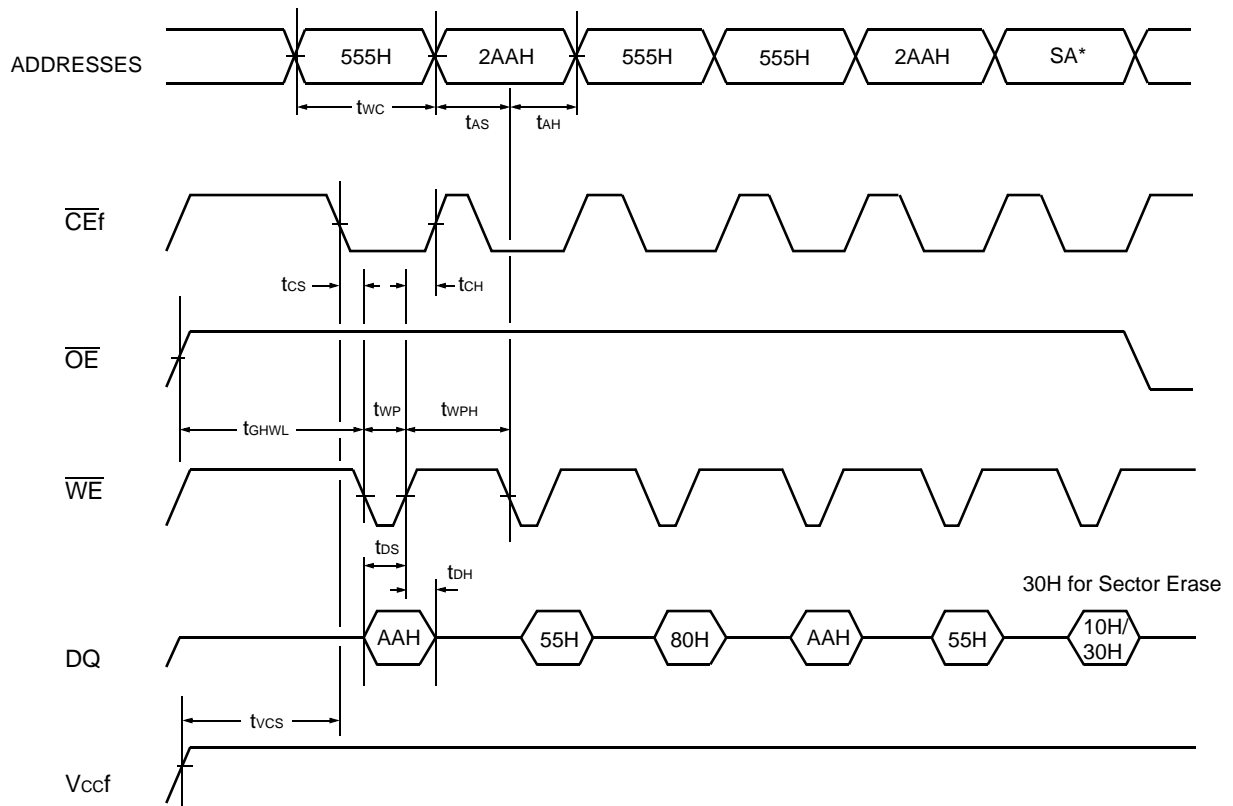 ADDRESSES 555H 2AAH 555H 555H 2AAH SA*
tWC tAS tAH
CEf
tCS tCH
OE
tGHWL tWP tWPH
WE
tDS
tDH
30H for Sector Erase
DQ AAH 55H 80H AAH 55H 10H/
30H
tVCS
VCCf